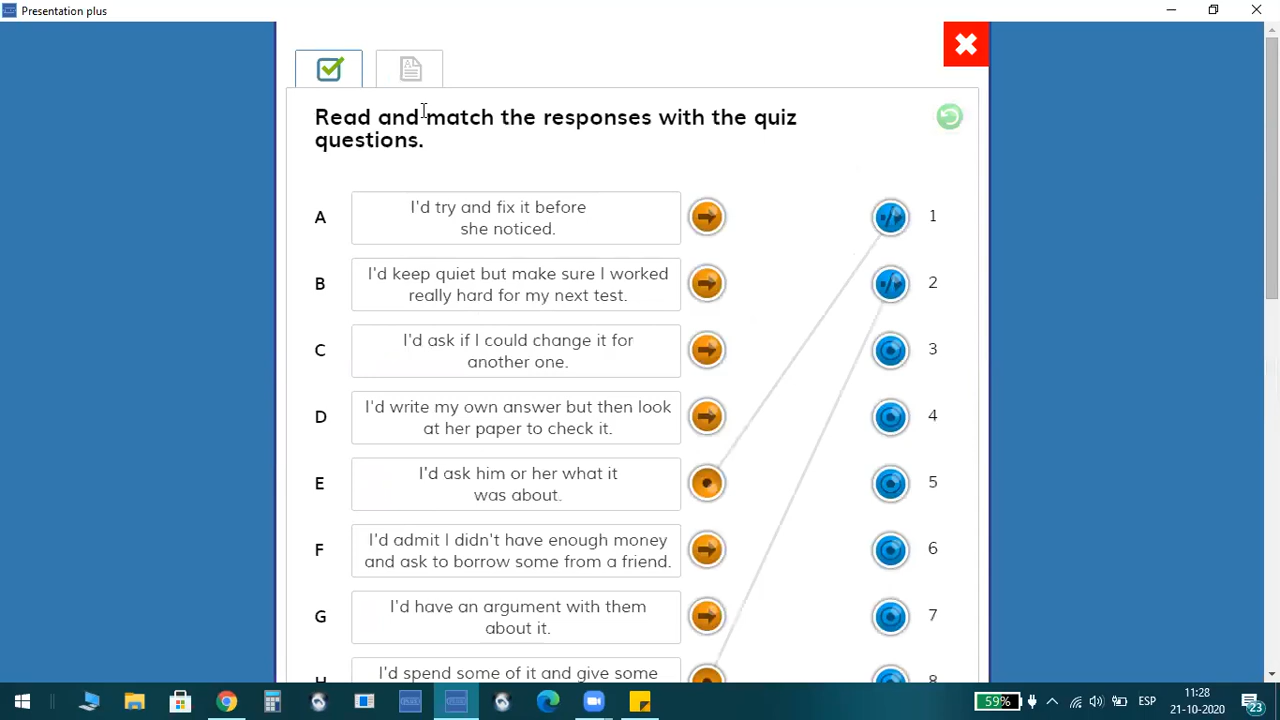 Presentation plus
Read and match the responses with the quiz
questions.
A
I'd try and fix it before
she noticed.
1
B
I'd keep quiet but make sure I worked
really hard for my next test.
2
C
I'd ask if I could change it for
another one.
3
D
I'd write my own answer but then look
at her paper to check it.
4
E
I'd ask him or her what it
was about.
5
F
I'd admit I didn't have enough money
and ask to borrow some from a friend.
6
G
I'd have an argument with them
about it.
7
H
I'd spend some of it and give some
8
59%
ESP
11:28
21-10-2020
23